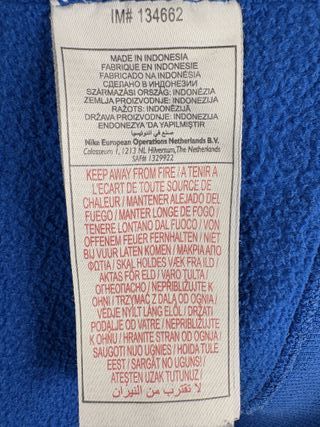 IM# 134662
MADE IN INDONESIA
FABRIQUE EN INDONESIE
FABRICADO NA INDONÉSIA
СДЕЛАНО В ИНДОНЕЗИИ
SZÁRMAZÁSI ORSZÁG: INDONÉZIA
ZEMLJA PROIZVODNJE: INDONEZIJA
RAŽOTS: INDONĒZIJĀ
DRŽAVA PROIZVODNJE: INDONEZIJA
ENDONEZYA'DA YAPILMIŞTIR
صنع في اندونيسيا
Nike European Operations Netherlands B.V.
Colosseum 1, 1213 NL Hilversum, The Netherlands
SAF# 1329922
KEEP AWAY FROM FIRE / A TENIR A
L'ECART DE TOUTE SOURCE DE
CHALEUR / MANTENER ALEJADO DEL
FUEGO / MANTER LONGE DO FOGO /
TENERE LONTANO DAL FUOCO / VON
OFFENEM FEUER FERNHALTEN / NIET
BIJ VUUR LATEN KOMEN / ΜΑΚΡΙΑ ΑΠΟ
ΦΩΤΙΑ / SKAL HOLDES VÆK FRA ILD /
AKTAS FÖR ELD / VARO TULTA /
ОГНЕОПАСНО / NEPRIBLIŽUJTE K
OHNI / TRZYMAĆ Z DALA OD OGNIA /
VÉDJE NYÍLT LÁNG ELŐL / DRŽATI
PODALJE OD VATRE / NEPRIBLIŽUJTE
K OHNU / HRANITE STRAN OD OGNJA /
SAUGOTI NUO UGNIES / HOIDA TULE
EEST / SARGĀT NO UGUNS /
ATEŞTEN UZAK TUTUNUZ /
لا تقترب من النيران